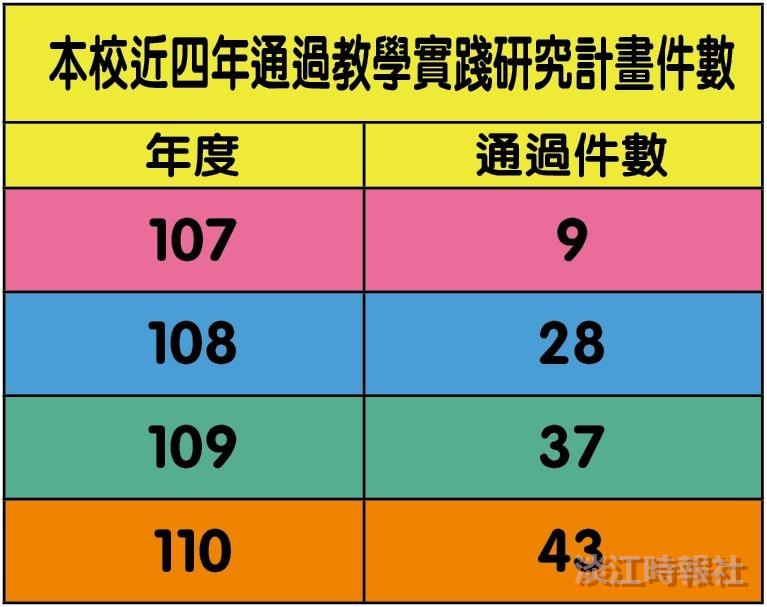 本校近四年通過教學實踐研究計畫件數
年度 通過件數
107 9
108 28
109 37
110 43
淡江時報社